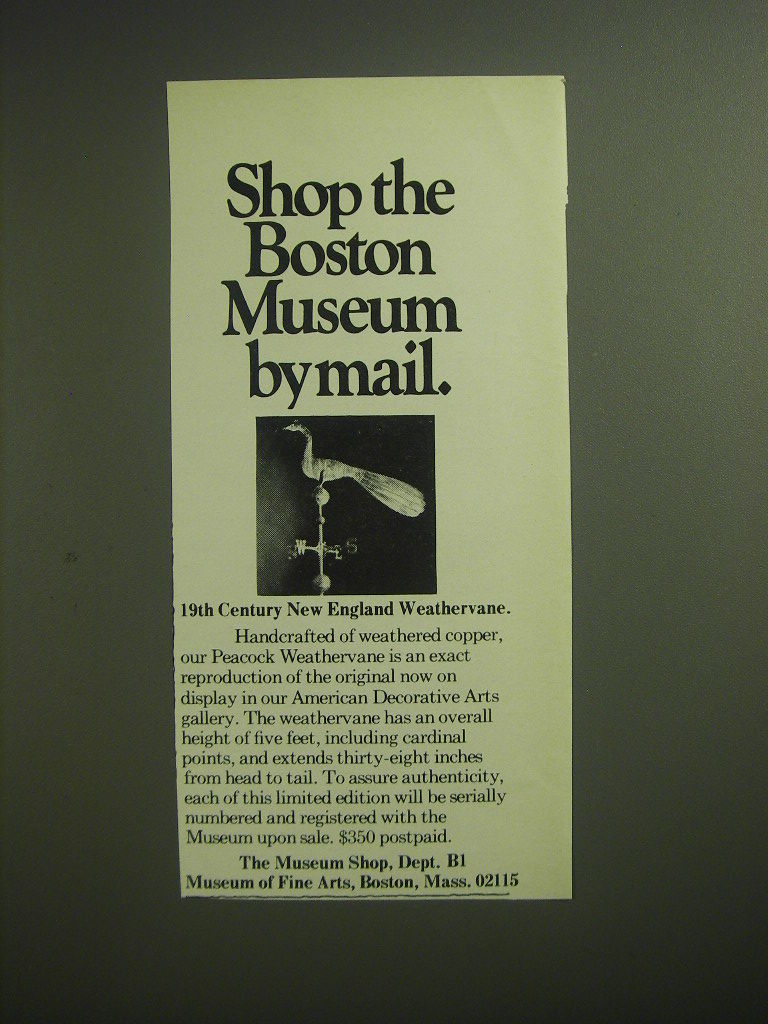 Shop the
Boston
Museum
by mail.
W S
19th Century New England Weathervane.
Handcrafted of weathered copper,
our Peacock Weathervane is an exact
reproduction of the original now on
display in our American Decorative Arts
gallery. The weathervane has an overall
height of five feet, including cardinal
points, and extends thirty-eight inches
from head to tail. To assure authenticity,
each of this limited edition will be serially
numbered and registered with the
Museum upon sale. $350 postpaid.
The Museum Shop, Dept. B1
Museum of Fine Arts, Boston, Mass. 02115